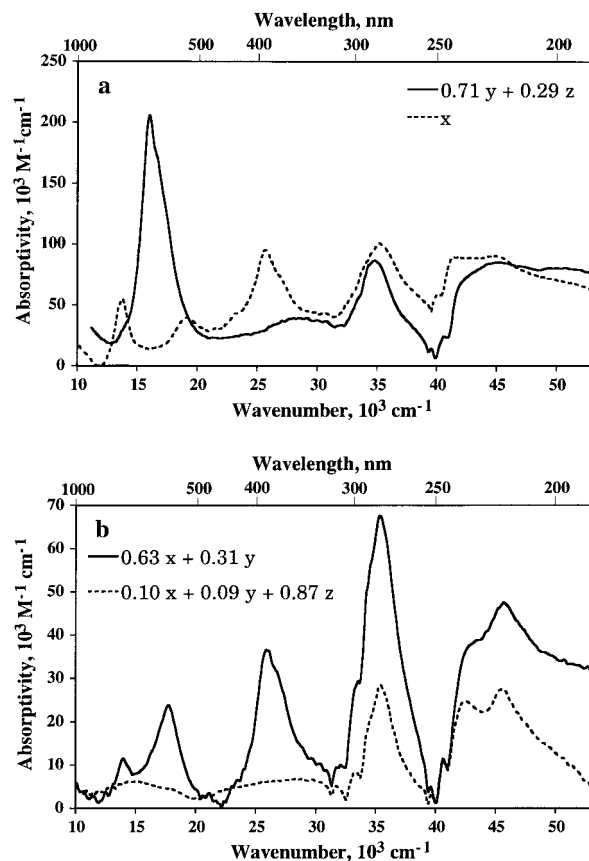 Wavelength, nm
1000 500 400 300 250 200
a
0.71 y + 0.29 z
x
250
200
150
100
50
0
Absorptivity, 10³ M⁻¹cm⁻¹
10 15 20 25 30 35 40 45 50
Wavenumber, 10³ cm⁻¹
Wavelength, nm
1000 500 400 300 250 200
b
0.63 x + 0.31 y
0.10 x + 0.09 y + 0.87 z
70
60
50
40
30
20
10
0
Absorptivity, 10³ M⁻¹ cm⁻¹
10 15 20 25 30 35 40 45 50
Wavenumber, 10³ cm⁻¹